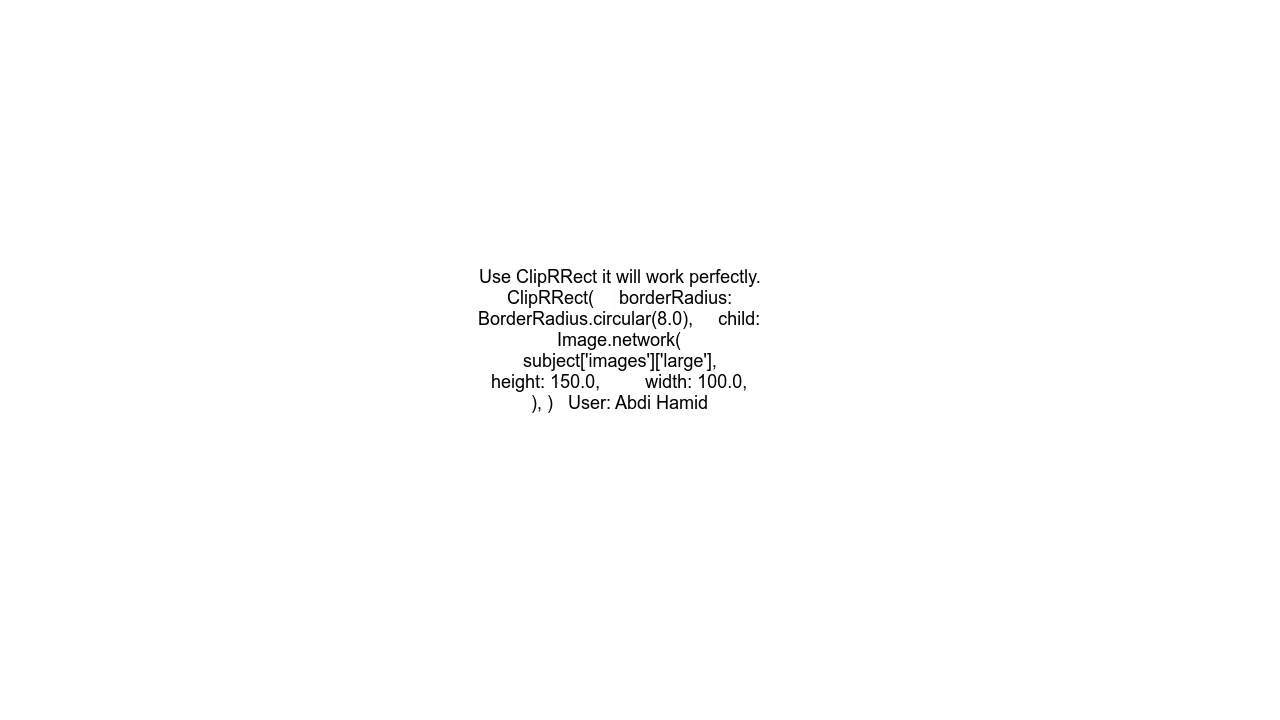 Use ClipRRect it will work perfectly.
ClipRRect(     borderRadius:
BorderRadius.circular(8.0),     child:
Image.network(
subject['images']['large'],
height: 150.0,         width: 100.0,
), )   User: Abdi Hamid